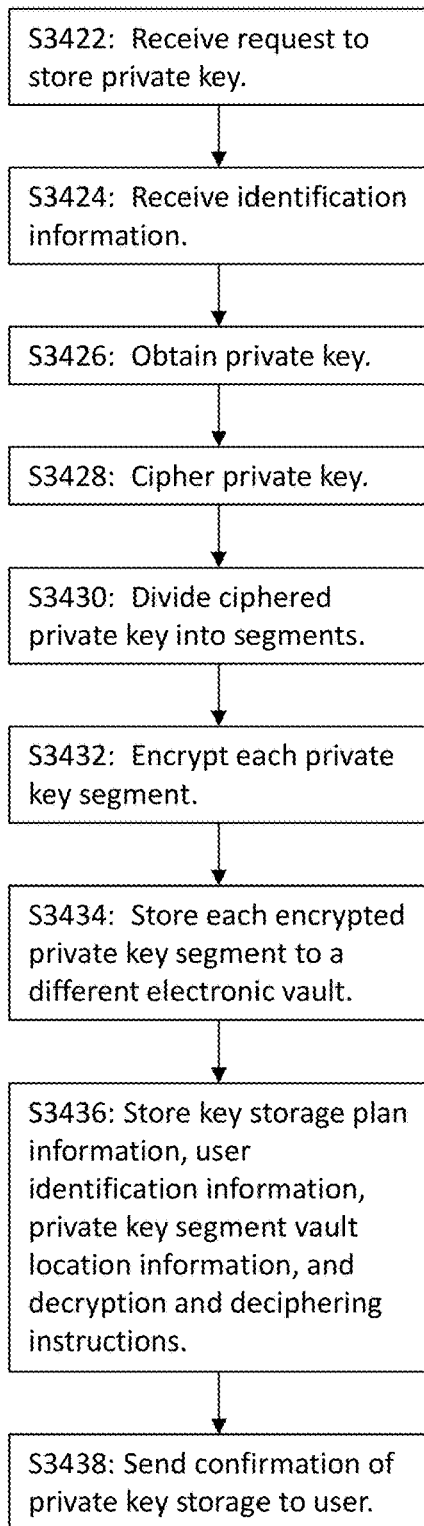 S3422:  Receive request to
store private key.
S3424:  Receive identification
information.
S3426:  Obtain private key.
S3428:  Cipher private key.
S3430:  Divide ciphered
private key into segments.
S3432:  Encrypt each private
key segment.
S3434:  Store each encrypted
private key segment to a
different electronic vault.
S3436: Store key storage plan
information, user
identification information,
private key segment vault
location information, and
decryption and deciphering
instructions.
S3438: Send confirmation of
private key storage to user.